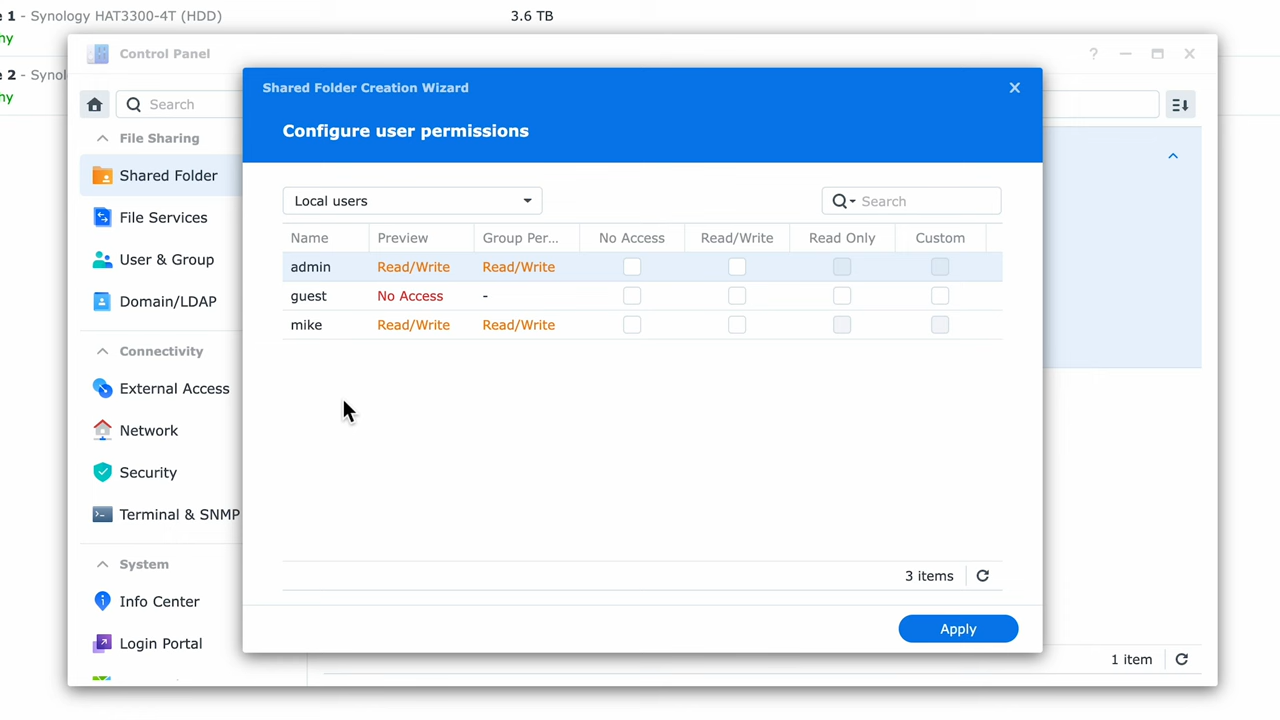 e 1 - Synology HAT3300-4T (HDD) 3.6 TB
hy
Control Panel
e 2 - Synol
hy
Shared Folder Creation Wizard
Configure user permissions
Search
File Sharing
Shared Folder
File Services
User & Group
Domain/LDAP
Connectivity
External Access
Network
Security
Terminal & SNMP
System
Info Center
Login Portal
Local users
Search
Name Preview Group Per... No Access Read/Write Read Only Custom
admin Read/Write Read/Write
guest No Access -
mike Read/Write Read/Write
3 items
Apply
1 item